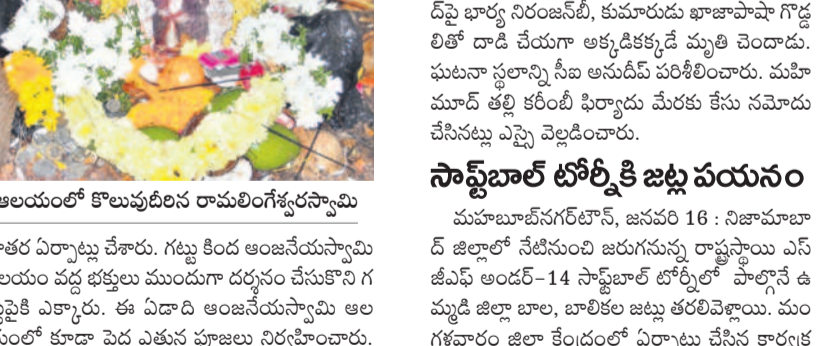 ఆలయంలో కొలువుదీరిన రామలింగేశ్వరస్వామి
తర ఏర్పాట్లు చేశారు. గట్టు కింద ఆంజనేయస్వామి
లయం వద్ద భక్తులు ముందుగా దర్శనం చేసుకొని గ
పైకి ఎక్కారు. ఈ ఏడాది ఆంజనేయస్వామి ఆల
యంలో కూడా పెద్ద ఎత్తున పూజలు నిర్వహించారు.
ద్‌పై భార్య నిరంజన్‌బీ, కుమారుడు ఖాజాపాషా గొడ్డ
లితో దాడి చేయగా అక్కడికక్కడే మృతి చెందాడు.
ఘటనా స్థలాన్ని సీఐ అనుదీప్ పరిశీలించారు. మహి
మూద్ తల్లి కరీంబీ ఫిర్యాదు మేరకు కేసు నమోదు
చేసినట్లు ఎస్సై వెల్లడించారు.
సాఫ్ట్‌బాల్ టోర్నీకి జట్ల పయనం
మహబూబ్‌నగర్‌టౌన్, జనవరి 16 : నిజామాబా
ద్ జిల్లాలో నేటినుంచి జరుగనున్న రాష్ట్రస్థాయి ఎస్
జీఎఫ్ అండర్-14 సాఫ్ట్‌బాల్ టోర్నీలో పాల్గొనే ఉ
మ్మడి జిల్లా బాల, బాలికల జట్లు తరలివెళ్లాయి. మం
గళవారం జిల్లా కేంద్రంలో ఏర్పాటు చేసిన కార్యక్ర